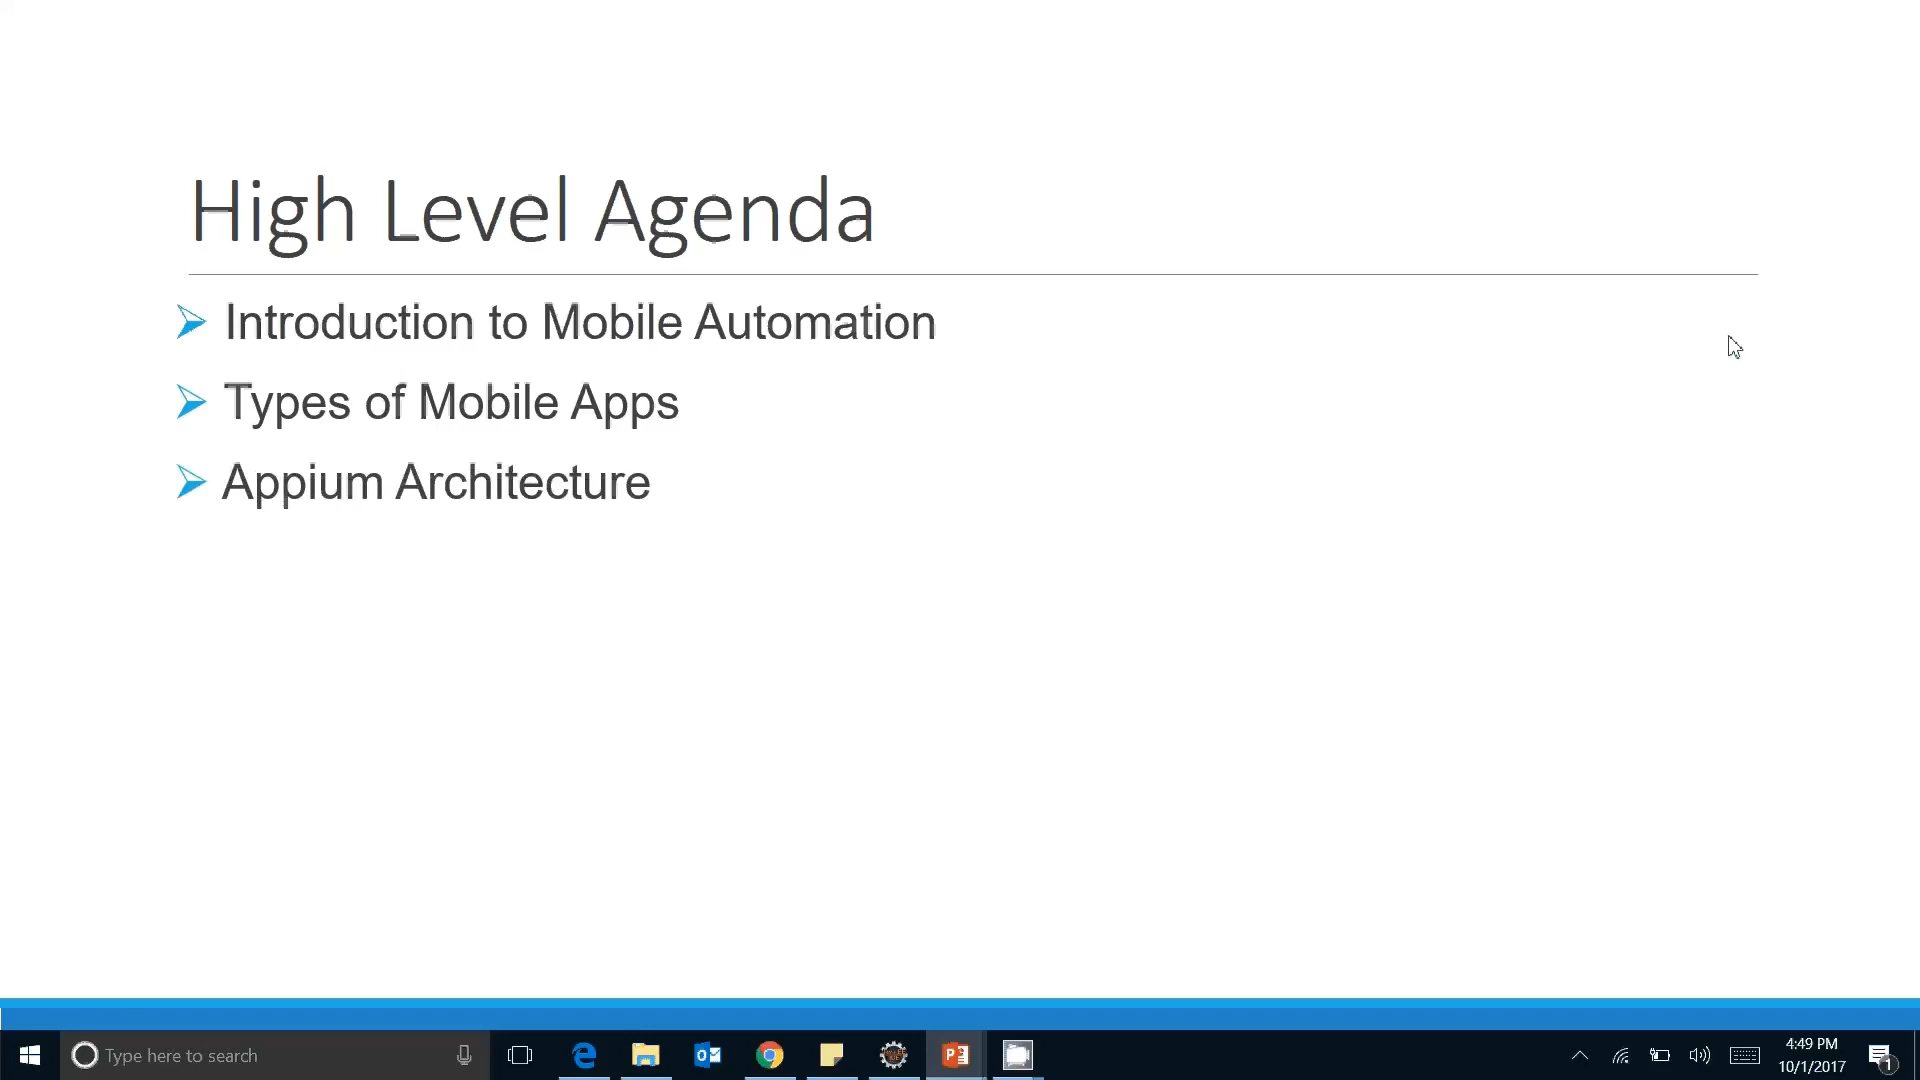 High Level Agenda
Introduction to Mobile Automation
Types of Mobile Apps
Appium Architecture
Type here to search
4:49 PM
10/1/2017
1